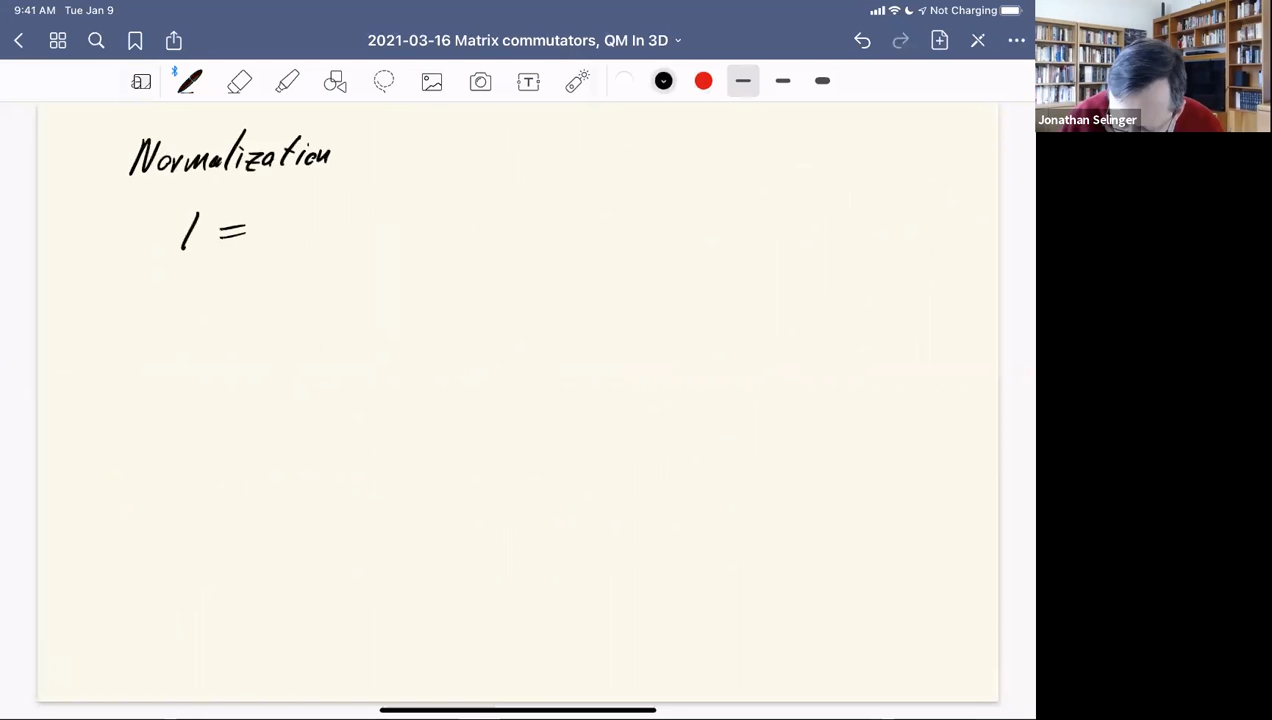 9:41 AM Tue Jan 9
Not Charging
2021-03-16 Matrix commutators, QM In 3D
T
Jonathan Selinger
Normalization
1 =